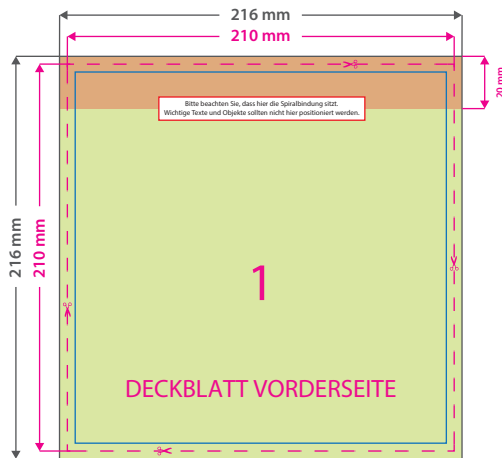 216 mm
210 mm
20 mm
Bitte beachten Sie, dass hier die Spiralbindung sitzt.
Wichtige Texte und Objekte sollten nicht hier positioniert werden.
216 mm
210 mm
1
DECKBLATT VORDERSEITE